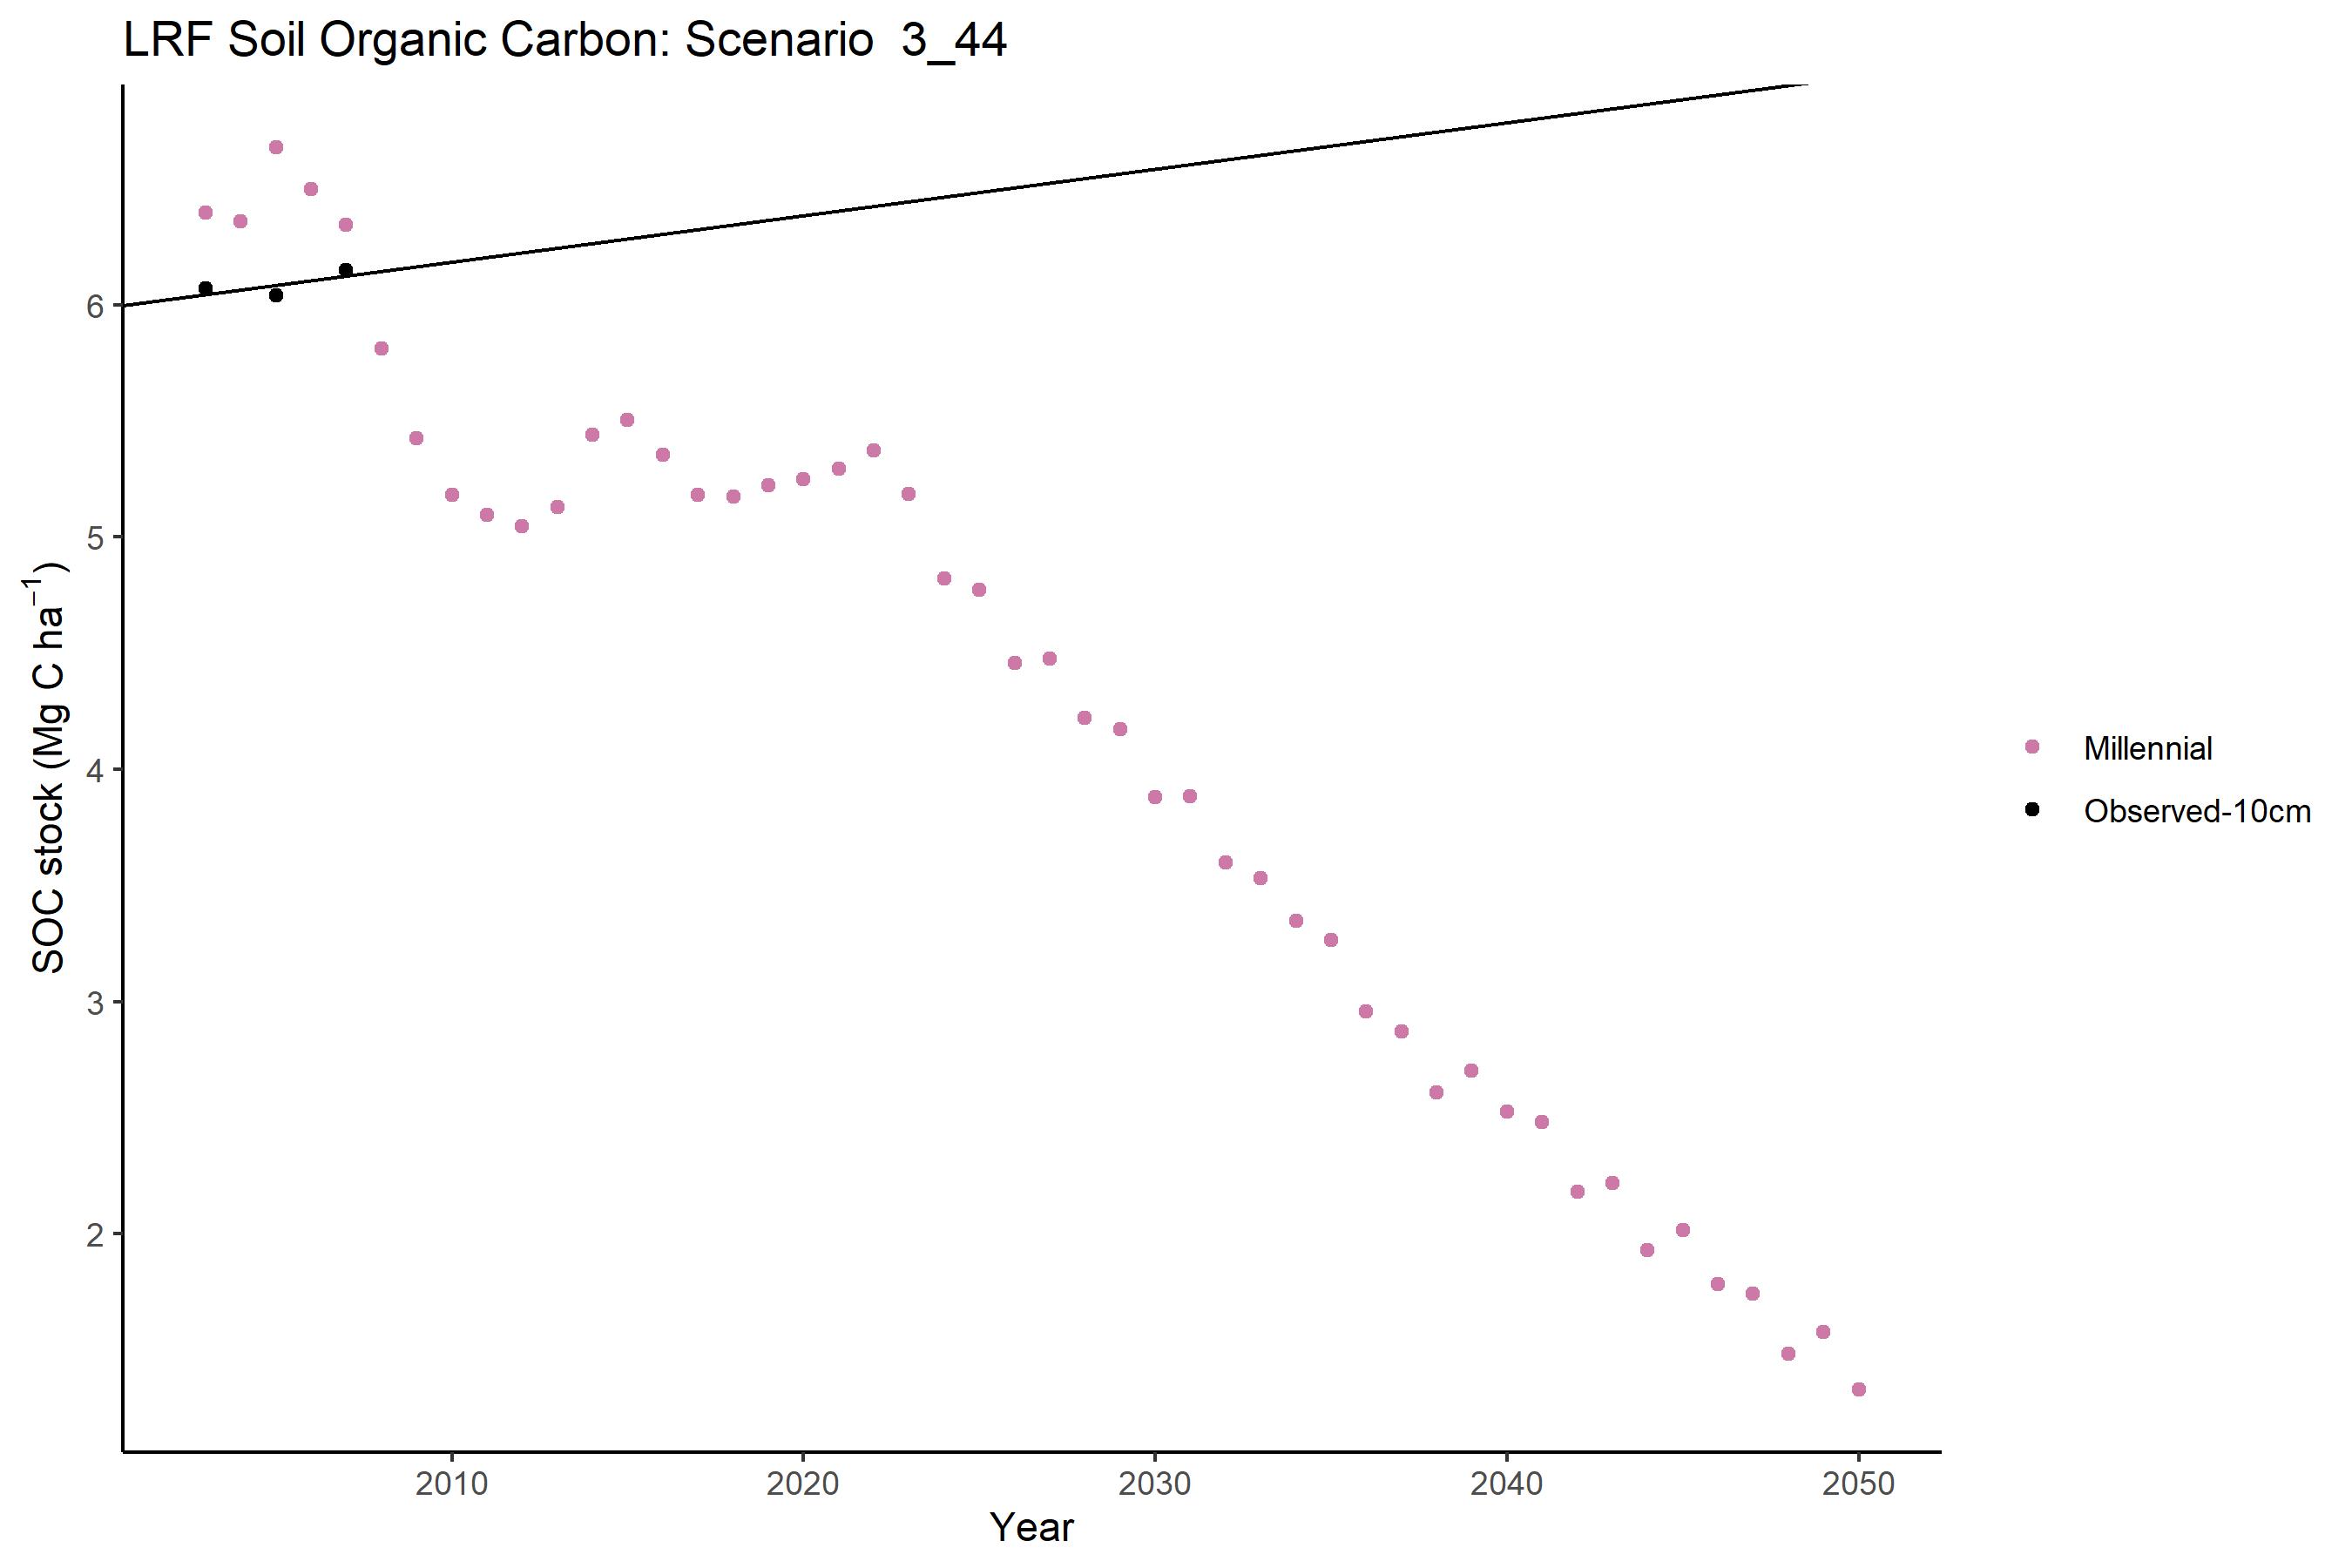 LRF Soil Organic Carbon: Scenario  3_44
SOC stock (Mg C ha⁻¹)
6
5
4
3
2
2010
2020
2030
2040
2050
Year
Millennial
Observed-10cm